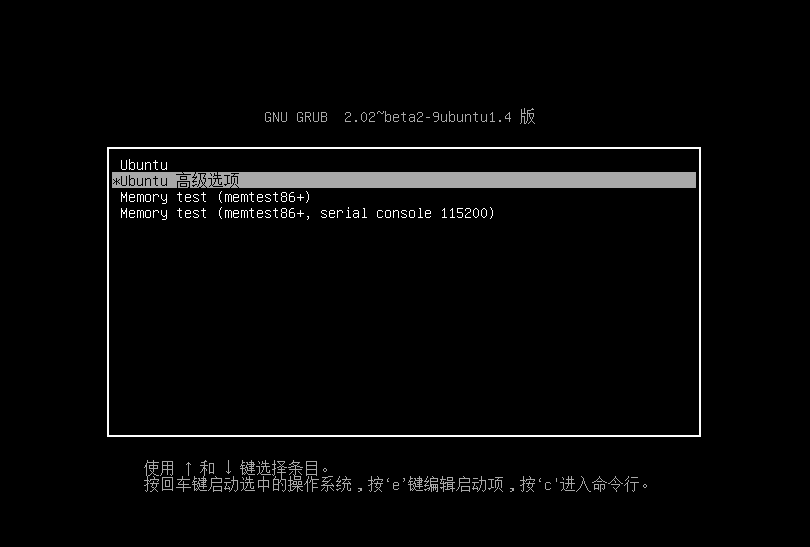 GNU GRUB 2.02~beta2-9ubuntu1.4 版
Ubuntu
*Ubuntu 高级选项
Memory test (memtest86+)
Memory test (memtest86+, serial console 115200)
使用 ↑ 和 ↓ 键选择条目。
按回车键启动选中的操作系统，按‘e’键编辑启动项，按‘c'进入命令行。